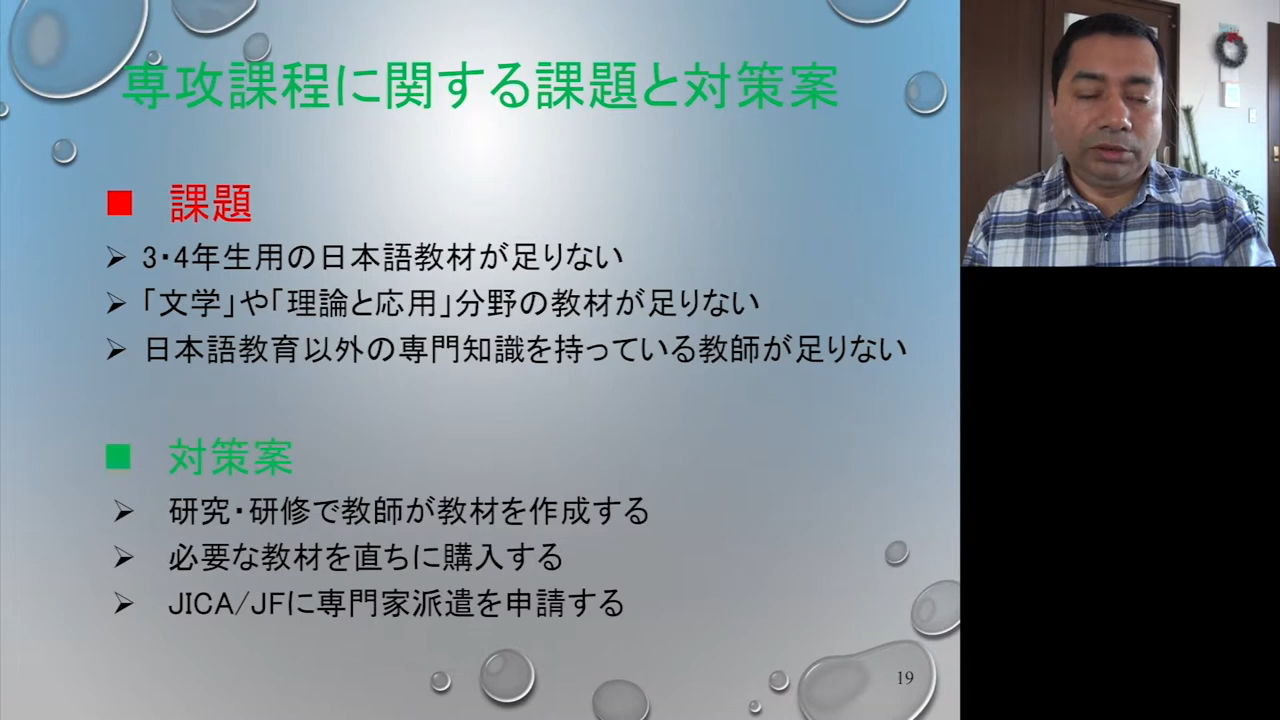 専攻課程に関する課題と対策案
■ 課題
➢ 3・4年生用の日本語教材が足りない
➢ 「文学」や「理論と応用」分野の教材が足りない
➢ 日本語教育以外の専門知識を持っている教師が足りない
■ 対策案
➢ 研究・研修で教師が教材を作成する
➢ 必要な教材を直ちに購入する
➢ JICA/JFに専門家派遣を申請する
19